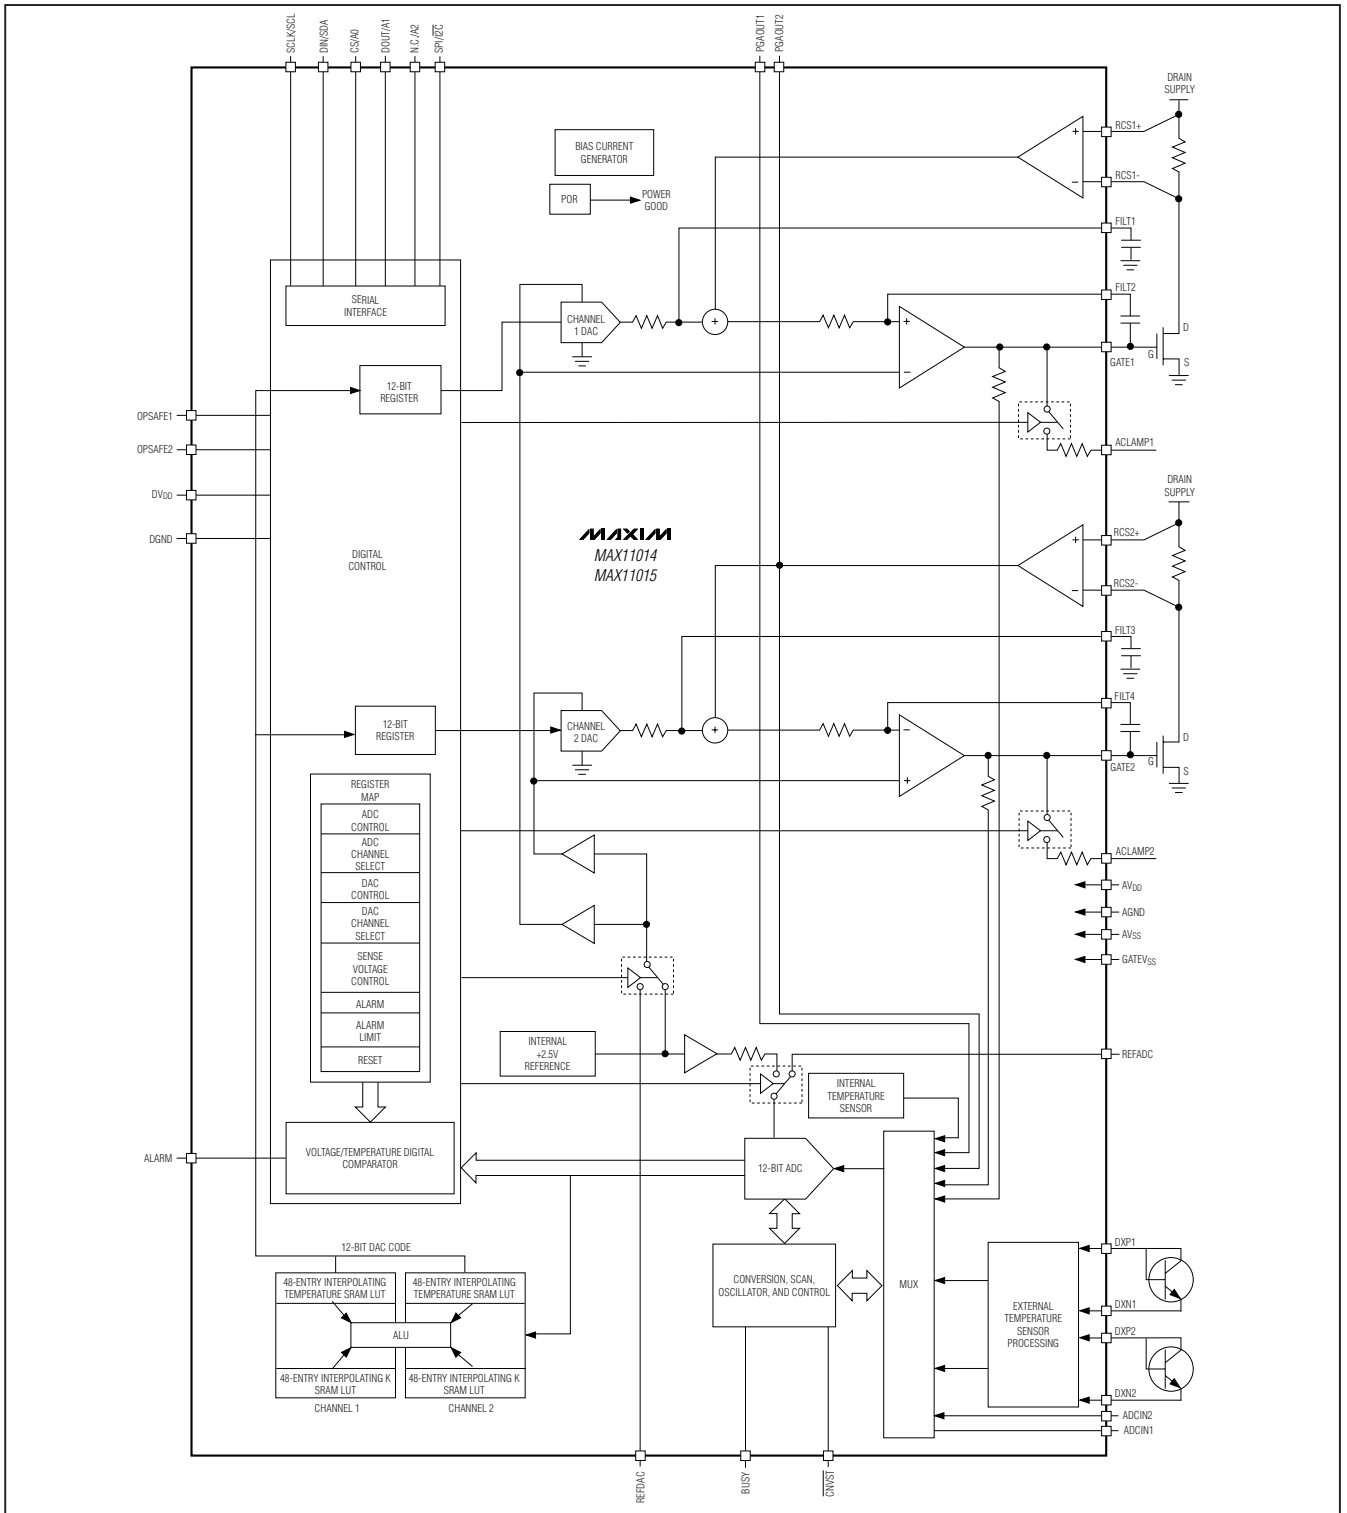 SCLK/SCL
DIN/SDA
CS/A0
DOUT/A1
N.C./A2
SPI/I2C
PGAOUT1
PGAOUT2
DRAIN
SUPPLY
RCS1+
BIAS CURRENT
GENERATOR
RCS1-
POR
POWER
GOOD
FILT1
FILT2
SERIAL
INTERFACE
CHANNEL
1 DAC
+
+
−
+
−
D
G
S
GATE1
12-BIT
REGISTER
OPSAFE1
OPSAFE2
ACLAMP1
DVDD
DGND
DRAIN
SUPPLY
MAXIM
MAX11014
MAX11015
DIGITAL
CONTROL
RCS2+
+
−
RCS2-
FILT3
FILT4
12-BIT
REGISTER
CHANNEL
2 DAC
+
−
+
D
G
S
GATE2
REGISTER
MAP
ADC
CONTROL
ADC
CHANNEL
SELECT
DAC
CONTROL
DAC
CHANNEL
SELECT
SENSE
VOLTAGE
CONTROL
ALARM
ALARM
LIMIT
RESET
ACLAMP2
AVDD
AGND
AVSS
GATEVSS
INTERNAL
+2.5V
REFERENCE
REFADC
INTERNAL
TEMPERATURE
SENSOR
ALARM
VOLTAGE/TEMPERATURE DIGITAL
COMPARATOR
12-BIT ADC
12-BIT DAC CODE
48-ENTRY INTERPOLATING
TEMPERATURE SRAM LUT
48-ENTRY INTERPOLATING
TEMPERATURE SRAM LUT
ALU
48-ENTRY INTERPOLATING K
SRAM LUT
48-ENTRY INTERPOLATING K
SRAM LUT
CHANNEL 1
CHANNEL 2
CONVERSION, SCAN,
OSCILLATOR, AND CONTROL
MUX
EXTERNAL
TEMPERATURE
SENSOR
PROCESSING
DXP1
DXN1
DXP2
DXN2
ADCIN2
ADCIN1
REFDAC
BUSY
CNVST